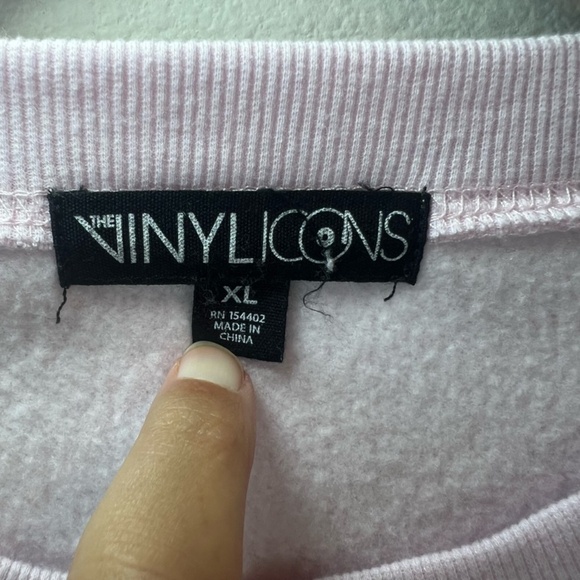 THE VINYL ICONS
XL
RN 154402
MADE IN
CHINA